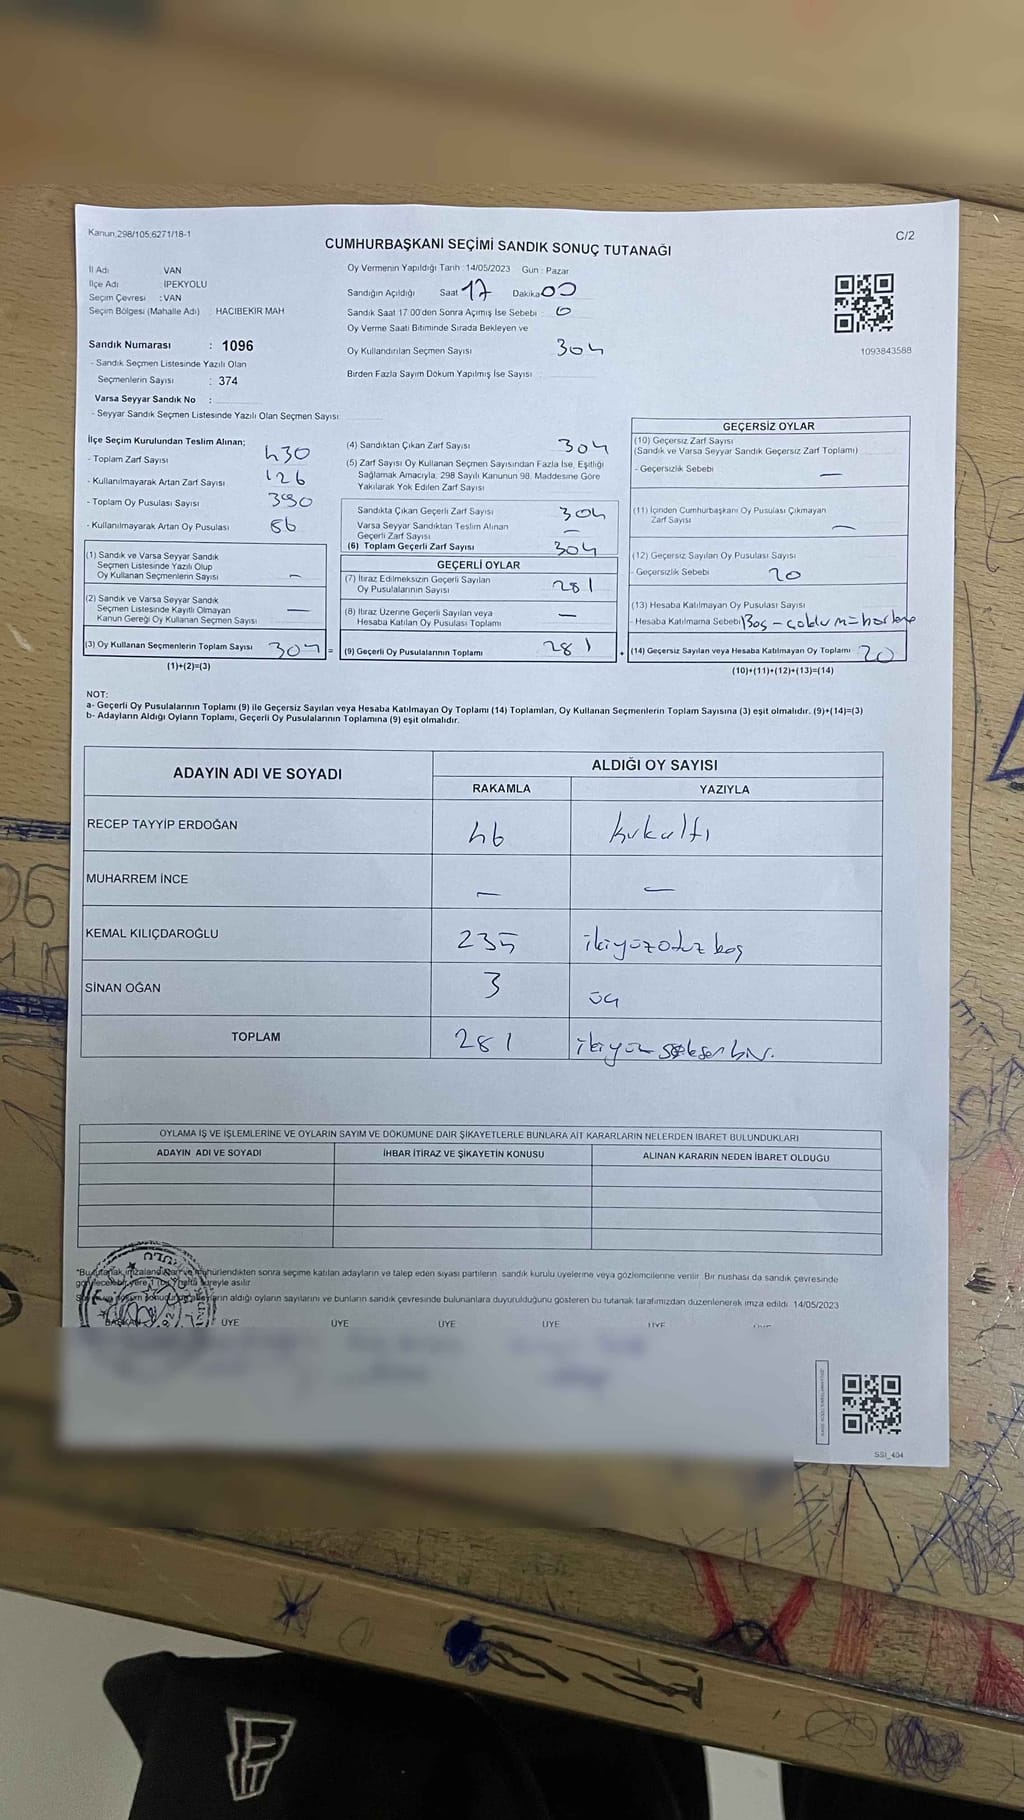 Kanun,298/105,6271/18-1
C/2
CUMHURBAŞKANI SEÇİMİ SANDIK SONUÇ TUTANAĞI
İl Adı VAN
İlçe Adı İPEKYOLU
Seçim Çevresi : VAN
Seçim Bölgesi (Mahalle Adı) : HACIBEKİR MAH
Sandık Numarası : 1096
- Sandık Seçmen Listesinde Yazılı Olan
Seçmenlerin Sayısı : 374
Varsa Seyyar Sandık No :
- Seyyar Sandık Seçmen Listesinde Yazılı Olan Seçmen Sayısı
Oy Vermenin Yapıldığı Tarih : 14/05/2023 Gün : Pazar
Sandığın Açıldığı Saat 17 Dakika 00
Sandık Saat 17:00'den Sonra Açılmış İse Sebebi : 0
Oy Verme Saati Bitiminde Sırada Bekleyen ve
Oy Kullandırılan Seçmen Sayısı 304
Birden Fazla Sayım Döküm Yapılmış İse Sayısı
1093843588
İlçe Seçim Kurulundan Teslim Alınan;
- Toplam Zarf Sayısı 430
- Kullanılmayarak Artan Zarf Sayısı 126
- Toplam Oy Pusulası Sayısı 390
- Kullanılmayarak Artan Oy Pusulası 86
(1) Sandık ve Varsa Seyyar Sandık
Seçmen Listesinde Yazılı Olup
Oy Kullanan Seçmenlerin Sayısı —
(2) Sandık ve Varsa Seyyar Sandık
Seçmen Listesinde Kayıtlı Olmayan
Kanun Gereği Oy Kullanan Seçmen Sayısı —
(3) Oy Kullanan Seçmenlerin Toplam Sayısı 304 =
(1)+(2)=(3)
(4) Sandıktan Çıkan Zarf Sayısı 304
(5) Zarf Sayısı Oy Kullanan Seçmen Sayısından Fazla İse, Eşitliği
Sağlamak Amacıyla, 298 Sayılı Kanunun 98. Maddesine Göre
Yakılarak Yok Edilen Zarf Sayısı
Sandıkta Çıkan Geçerli Zarf Sayısı 304
Varsa Seyyar Sandıktan Teslim Alınan
Geçerli Zarf Sayısı —
(6) Toplam Geçerli Zarf Sayısı 304
GEÇERLİ OYLAR
(7) İtiraz Edilmeksizin Geçerli Sayılan
Oy Pusulalarının Sayısı 281
(8) İtiraz Üzerine Geçerli Sayılan veya
Hesaba Katılan Oy Pusulası Toplamı —
(9) Geçerli Oy Pusulalarının Toplamı 281 +
GEÇERSİZ OYLAR
(10) Geçersiz Zarf Sayısı
(Sandık ve Varsa Seyyar Sandık Geçersiz Zarf Toplamı)
- Geçersizlik Sebebi —
(11) İçinden Cumhurbaşkanı Oy Pusulası Çıkmayan
Zarf Sayısı —
(12) Geçersiz Sayılan Oy Pusulası Sayısı
- Geçersizlik Sebebi 20
(13) Hesaba Katılmayan Oy Pusulası Sayısı
- Hesaba Katılmama Sebebi Boş -
(14) Geçersiz Sayılan veya Hesaba Katılmayan Oy Toplamı 20
(10)+(11)+(12)+(13)=(14)
NOT:
a- Geçerli Oy Pusulalarının Toplamı (9) ile Geçersiz Sayılan veya Hesaba Katılmayan Oy Toplamı (14) Toplamları, Oy Kullanan Seçmenlerin Toplam Sayısına (3) eşit olmalıdır. (9)+(14)=(3)
b- Adayların Aldığı Oyların Toplamı, Geçerli Oy Pusulalarının Toplamına (9) eşit olmalıdır.
ADAYIN ADI VE SOYADI
ALDIĞI OY SAYISI
RAKAMLA YAZIYLA
RECEP TAYYİP ERDOĞAN 46 kırkaltı
MUHARREM İNCE — —
KEMAL KILIÇDAROĞLU 235 ikiyüzotuz beş
SİNAN OĞAN 3 üç
TOPLAM 281 ikiyüz seksen bir.
OYLAMA İŞ VE İŞLEMLERİNE VE OYLARIN SAYIM VE DÖKÜMÜNE DAİR ŞİKAYETLERLE BUNLARA AİT KARARLARIN NELERDEN İBARET BULUNDUKLARI
ADAYIN ADI VE SOYADI İHBAR İTİRAZ VE ŞİKAYETİN KONUSU ALINAN KARARIN NEDEN İBARET OLDUĞU
"Bu tutanak imzalandıktan ve mühürlendikten sonra seçime katılan adayların ve talep eden siyasi partilerin sandık kurulu üyelerine veya gözlemcilerine verilir. Bir nüshası da sandık çevresinde
görülecek bir yere 1 (bir) hafta süreyle asılır.
aldığı oyların sayılarını ve bunların sandık çevresinde bulunanlara duyurulduğunu gösteren bu tutanak tarafımızdan düzenlenerek imza edildi. 14/05/2023
BAŞKAN ÜYE ÜYE ÜYE ÜYE ÜYE
SSI_404